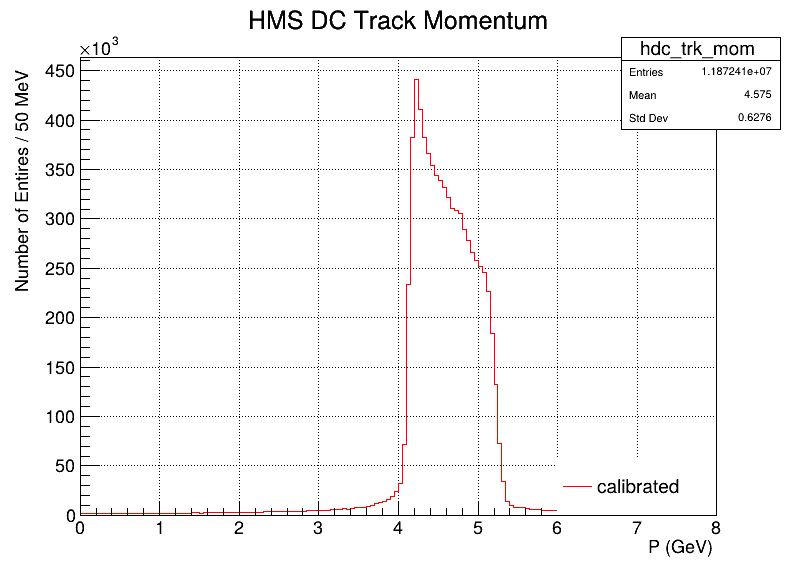 HMS DC Track Momentum
×10³
hdc_trk_mom
Entries 1.187241e+07
Mean 4.575
Std Dev 0.6276
Number of Entires / 50 MeV
450
400
350
300
250
200
150
100
50
0
calibrated
0 1 2 3 4 5 6 7 8
P (GeV)